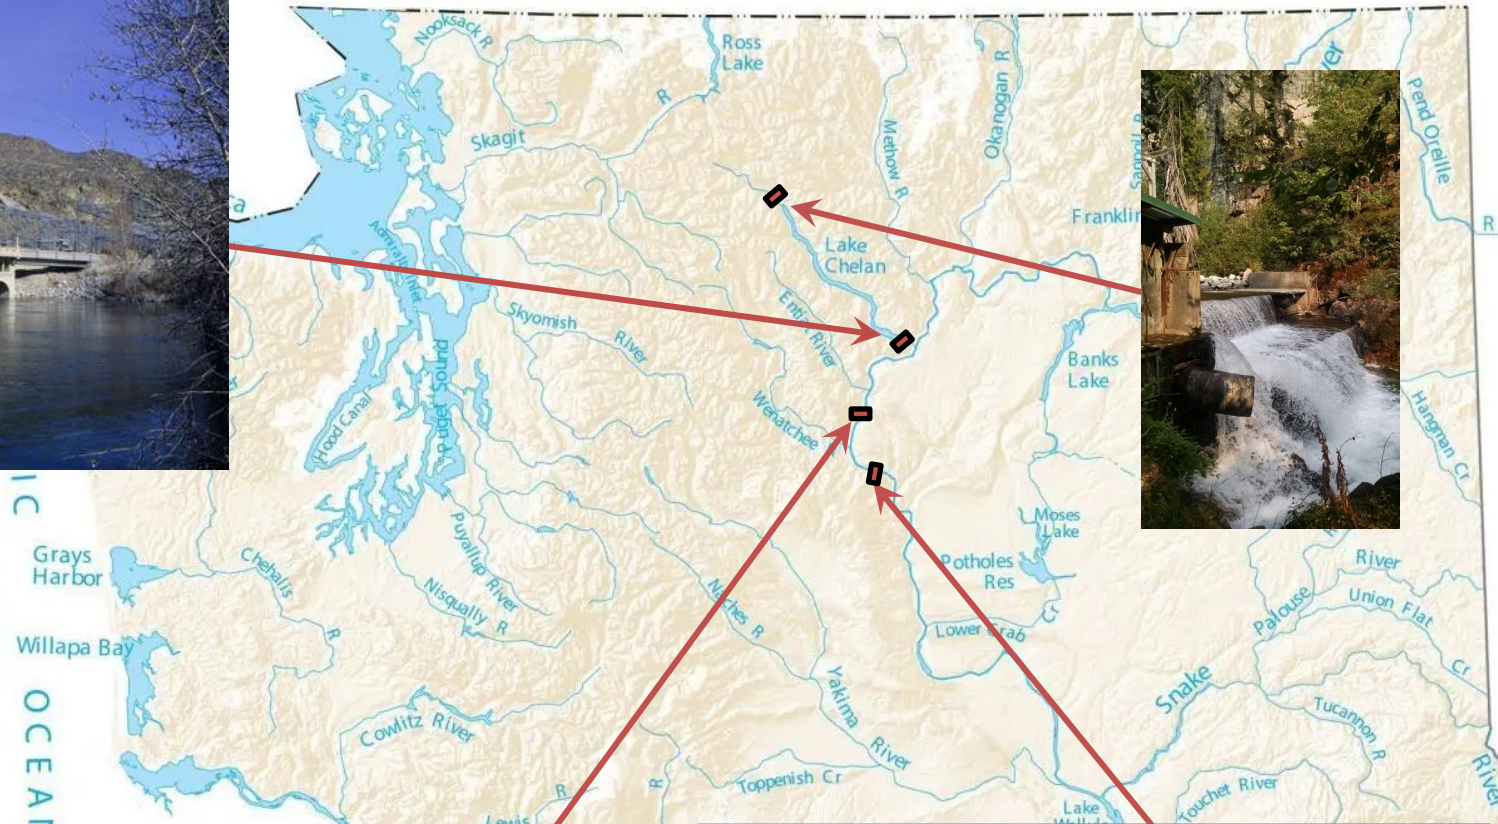 Nooksack R
Ross
Lake
R
Skagit
Okanogan R
Methow R
Pend Oreille
R
Franklin
Admiralty Inlet
Lake
Chelan
Entiat River
Skyomish
River
Puget Sound
Hood Canal
Banks
Lake
Wenatchee
Hangman Cr
IC
Moses
Lake
Grays
Harbor
Chehalis
R
Puyallup River
Nisqually R
Potholes
Res
Naches R
River
Union Flat
Cr
Palouse
Lower Crab
Cr
Willapa Bay
OCEAN
Yakima
River
Snake
Tucannon R
River
Cowlitz River
Toppenish Cr
R
R
Lewis
Touchet River
Lake